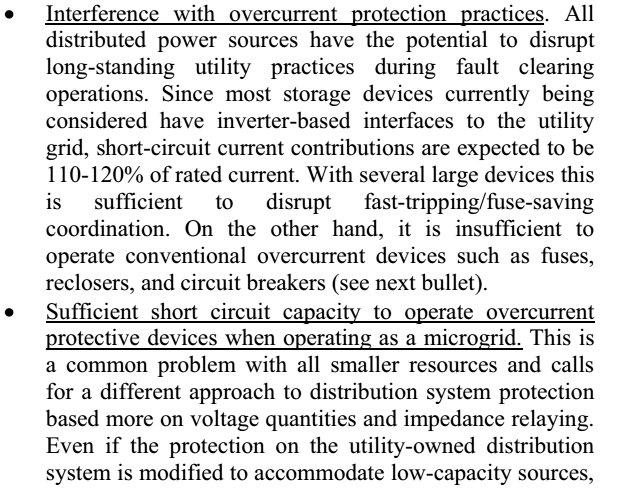 • Interference with overcurrent protection practices. All
distributed power sources have the potential to disrupt
long-standing utility practices during fault clearing
operations. Since most storage devices currently being
considered have inverter-based interfaces to the utility
grid, short-circuit current contributions are expected to be
110-120% of rated current. With several large devices this
is sufficient to disrupt fast-tripping/fuse-saving
coordination. On the other hand, it is insufficient to
operate conventional overcurrent devices such as fuses,
reclosers, and circuit breakers (see next bullet).
• Sufficient short circuit capacity to operate overcurrent
protective devices when operating as a microgrid. This is
a common problem with all smaller resources and calls
for a different approach to distribution system protection
based more on voltage quantities and impedance relaying.
Even if the protection on the utility-owned distribution
system is modified to accommodate low-capacity sources,